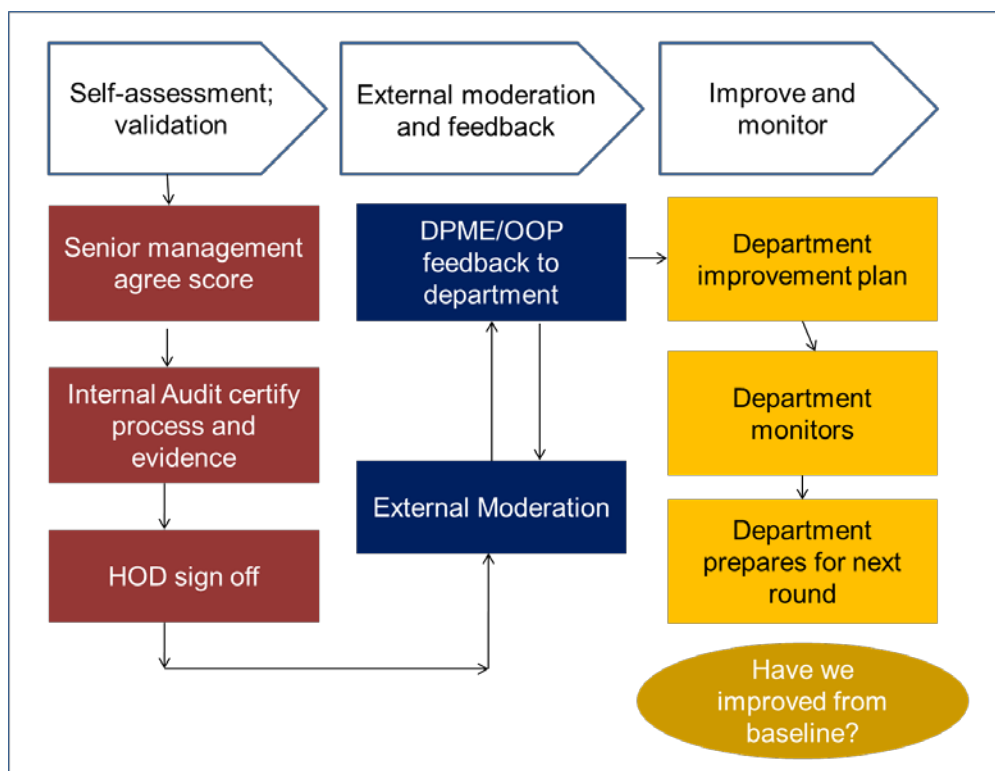 Self-assessment;
validation
External moderation
and feedback
Improve and
monitor
Senior management
agree score
Internal Audit certify
process and
evidence
HOD sign off
DPME/OOP
feedback to
department
External Moderation
Department
improvement plan
Department
monitors
Department
prepares for next
round
Have we
improved from
baseline?